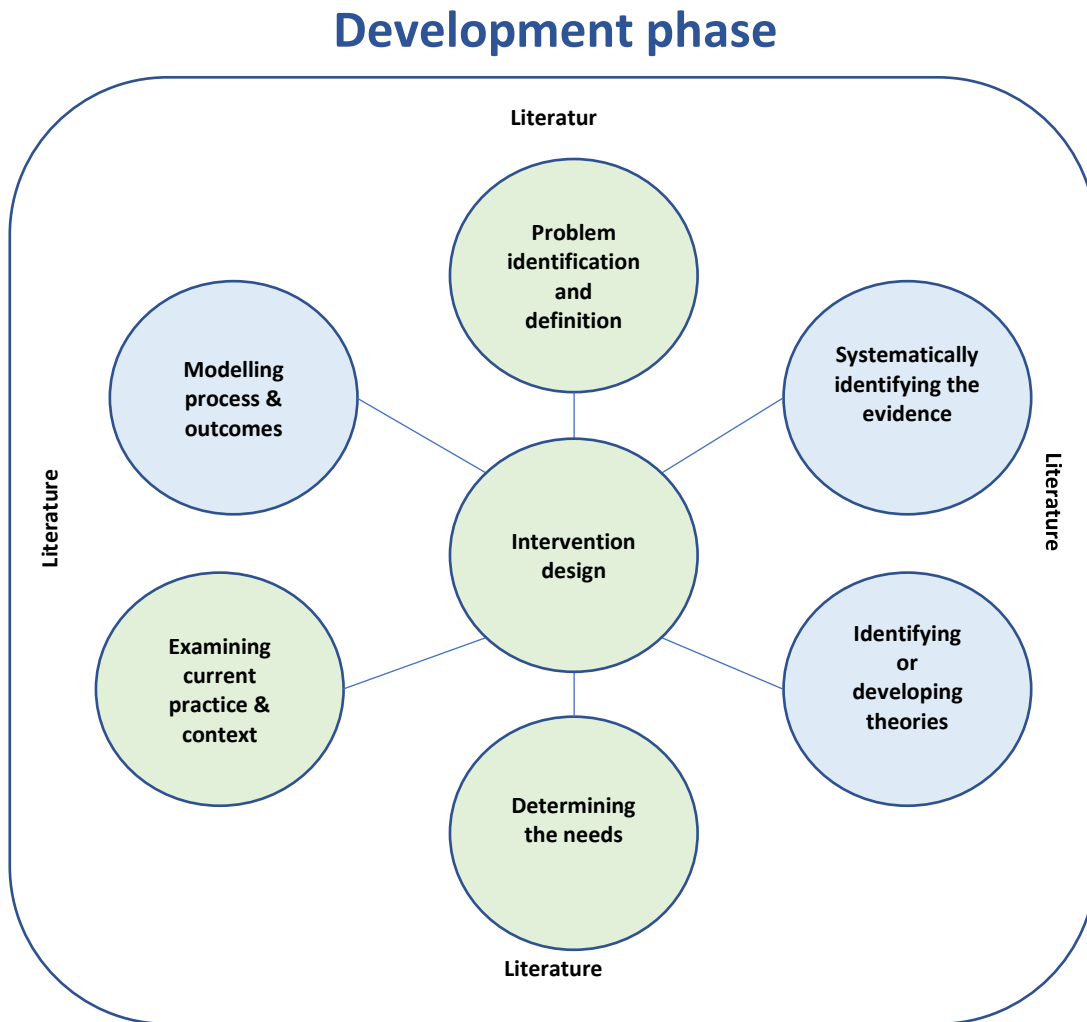 Development phase
Literatur
Problem
identification
and
definition
Modelling
process &
outcomes
Systematically
identifying the
evidence
Literature
Literature
Intervention
design
Examining
current
practice &
context
Identifying
or
developing
theories
Determining
the needs
Literature